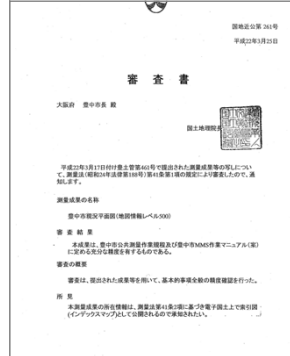 国地近公第 261号
平成22年3月25日
審査書
大阪府 豊中市長 殿
国土地理院長
平成22年3月17日付け豊土管第461号で提出された測量成果等の写しについ
て、測量法(昭和24年法律第188号)第41条第1項の規定により審査したので、通
知します。
測量成果の名称
豊中市現況平面図(地図情報レベル500)
審査結果
本成果は、豊中市公共測量作業規程及び豊中市MMS作業マニュアル(案)
に定める充分な精度を有するものである。
審査の概要
審査は、提出された成果等を用いて、基本的事項全般の精度確認を行った。
所見
本測量成果の所在情報は、測量法第41条2項に基づき電子国土上で索引図
(インデックスマップ)として公開されるので承知されたい。